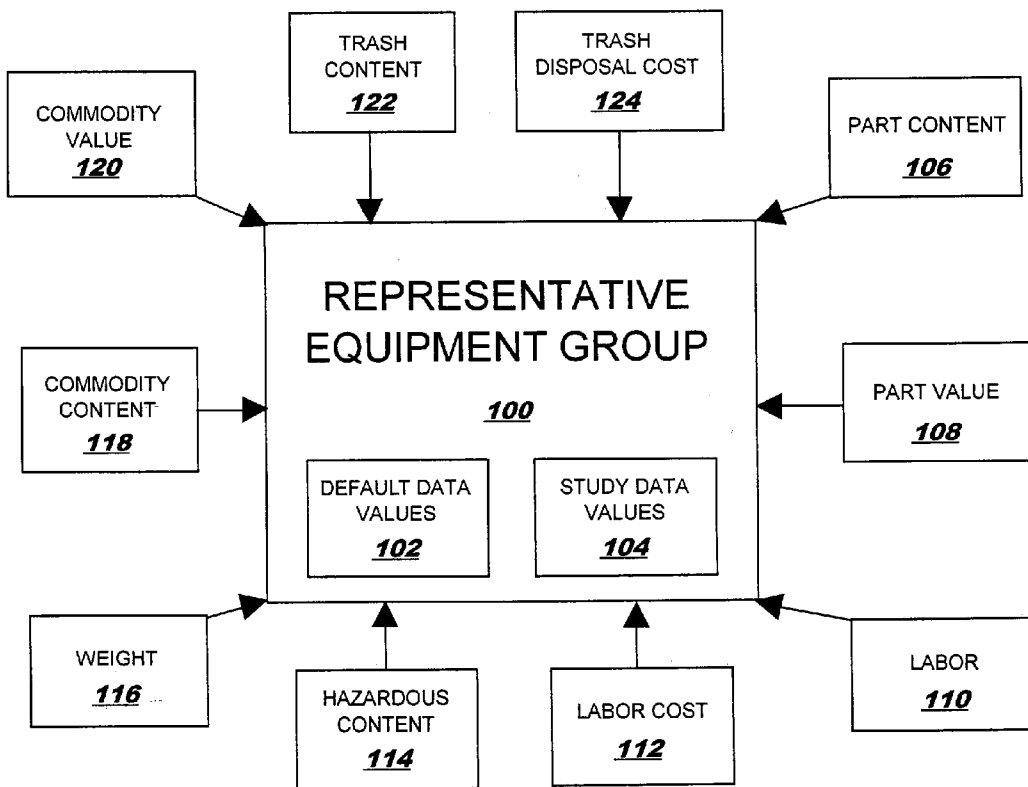 TRASH
CONTENT
122
TRASH
DISPOSAL COST
124
COMMODITY
VALUE
120
PART CONTENT
106
REPRESENTATIVE
EQUIPMENT GROUP
100
COMMODITY
CONTENT
118
PART VALUE
108
DEFAULT DATA
VALUES
102
STUDY DATA
VALUES
104
WEIGHT
116
HAZARDOUS
CONTENT
114
LABOR COST
112
LABOR
110